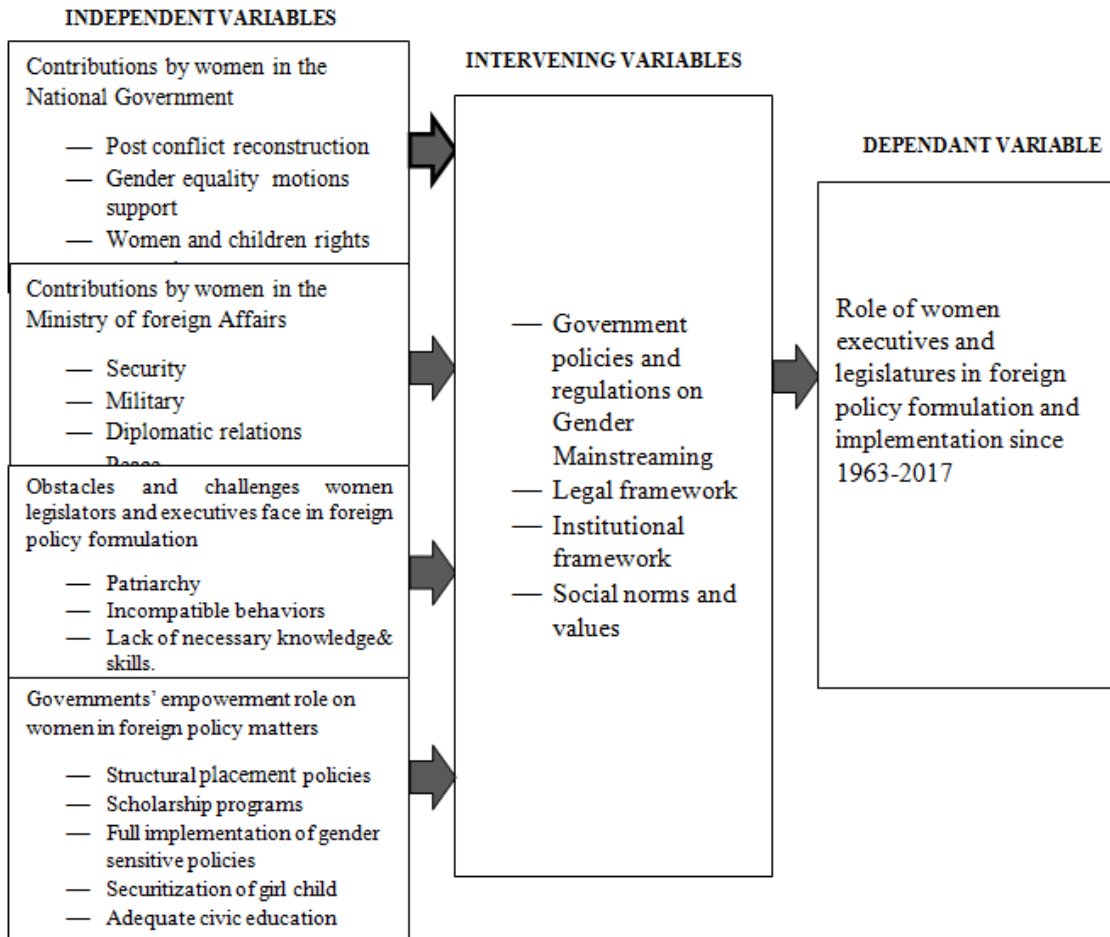 INDEPENDENT VARIABLES
Contributions by women in the
National Government
— Post conflict reconstruction
— Gender equality motions
support
— Women and children rights
Contributions by women in the
Ministry of foreign Affairs
— Security
— Military
— Diplomatic relations
Obstacles and challenges women
legislators and executives face in foreign
policy formulation
— Patriarchy
— Incompatible behaviors
— Lack of necessary knowledge&
skills.
Governments’ empowerment role on
women in foreign policy matters
— Structural placement policies
— Scholarship programs
— Full implementation of gender
sensitive policies
— Securitization of girl child
— Adequate civic education
INTERVENING VARIABLES
— Government
policies and
regulations on
Gender
Mainstreaming
— Legal framework
— Institutional
framework
— Social norms and
values
DEPENDANT VARIABLE
Role of women
executives and
legislatures in foreign
policy formulation and
implementation since
1963-2017